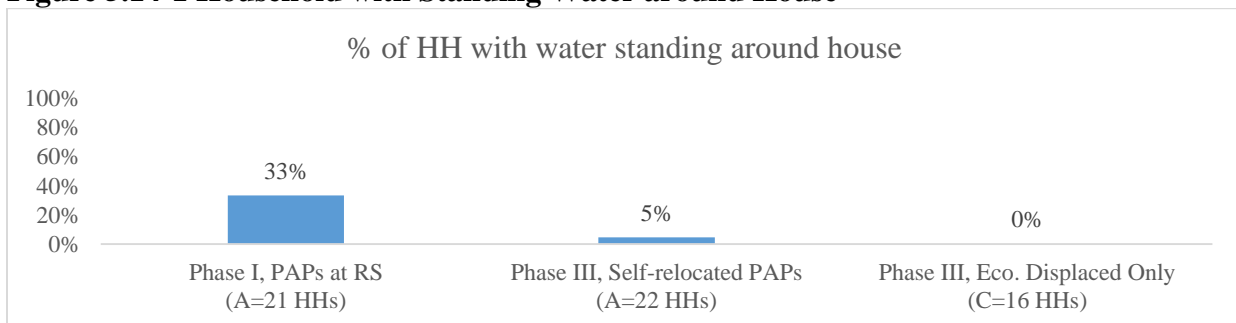 % of HH with water standing around house
100%
80%
60%
40%
20%
0%
33%
5%
0%
Phase I, PAPs at RS
(A=21 HHs)
Phase III, Self-relocated PAPs
(A=22 HHs)
Phase III, Eco. Displaced Only
(C=16 HHs)